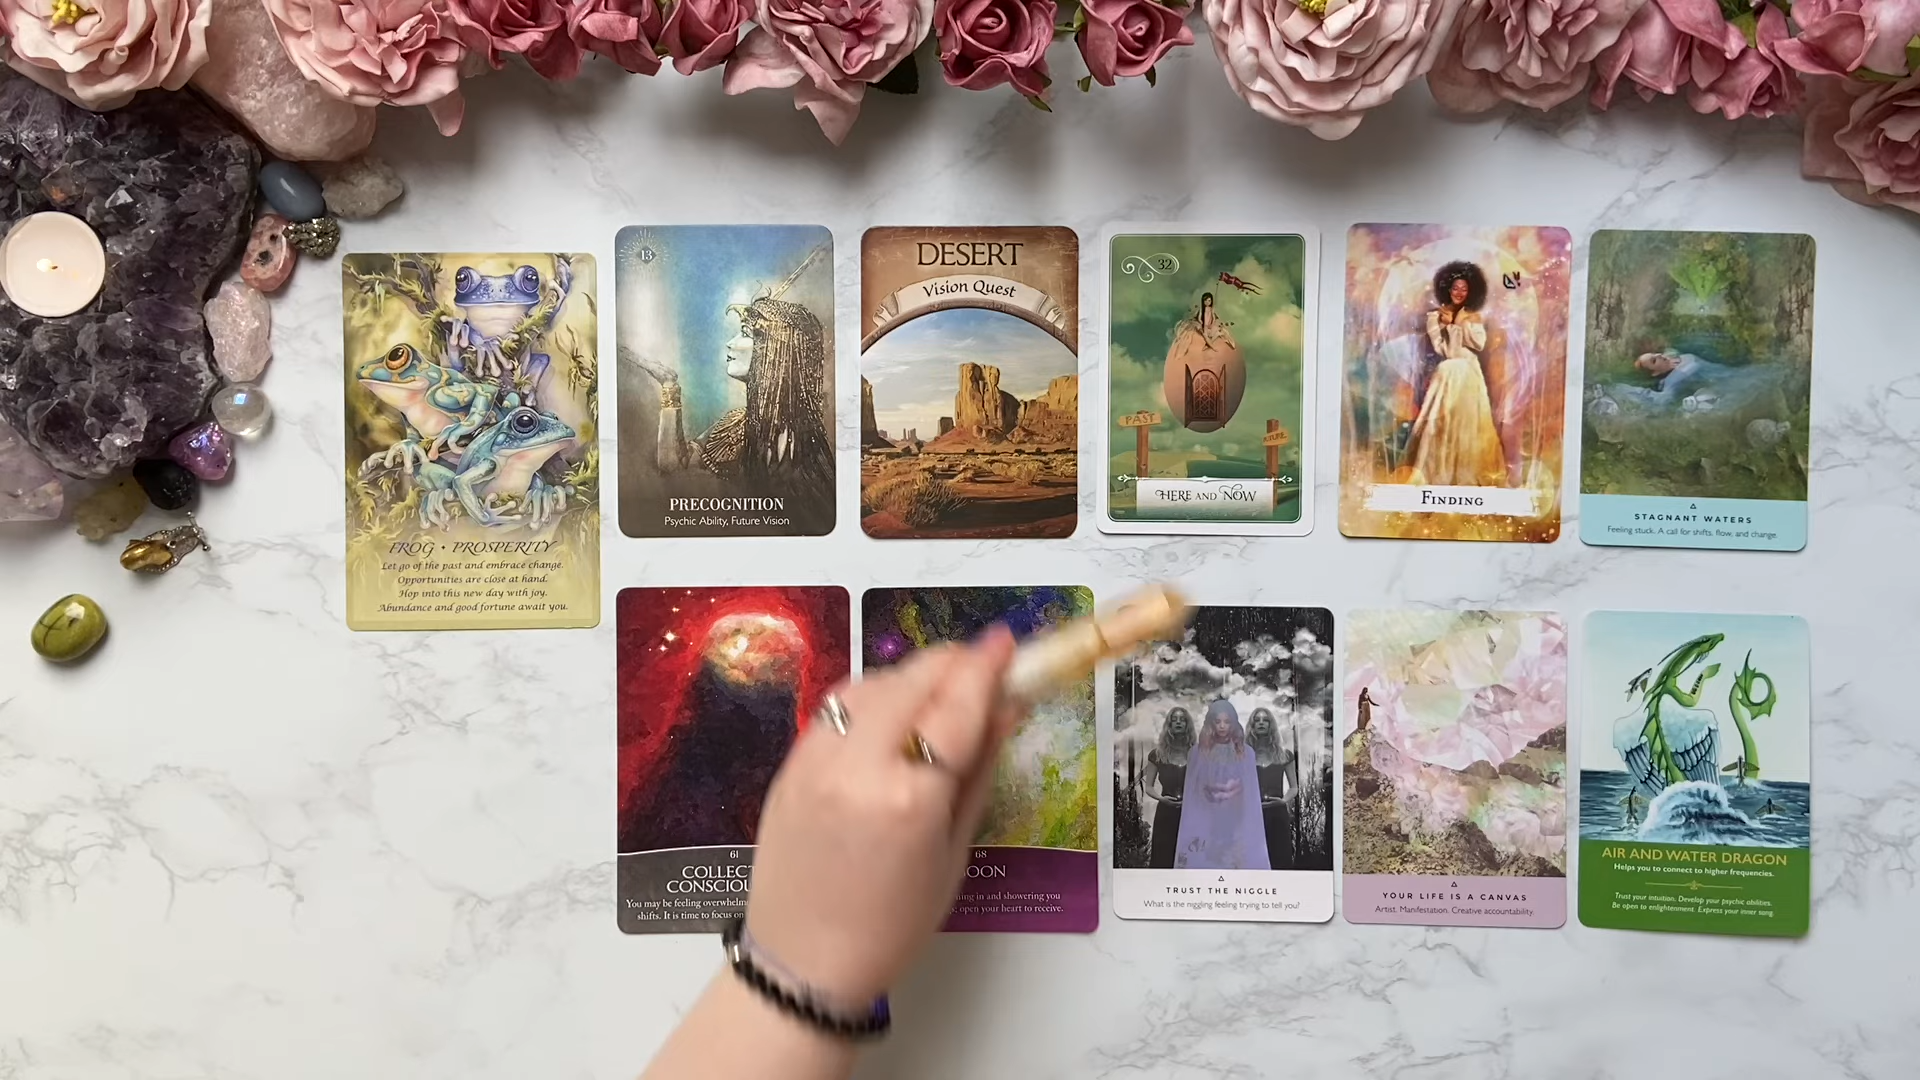 FROG • PROSPERITY
Let go of the past and embrace change.
Opportunities are close at hand.
Hop into this new day with joy.
Abundance and good fortune await you.
13
PRECOGNITION
Psychic Ability, Future Vision
DESERT
Vision Quest
32
PAST
HERE AND NOW
FINDING
STAGNANT WATERS
Feeling stuck. A call for shifts, flow, and change.
61
COLLECT
CONSCIOU
You may be feeling overwhelm
shifts. It is time to focus on
68
OON
ning in and showering you
open your heart to receive.
TRUST THE NIGGLE
What is the niggling feeling trying to tell you?
YOUR LIFE IS A CANVAS
Artist. Manifestation. Creative accountability.
AIR AND WATER DRAGON
Helps you to connect to higher frequencies.
Trust your intuition. Develop your psychic abilities.
Be open to enlightenment. Express your inner song.